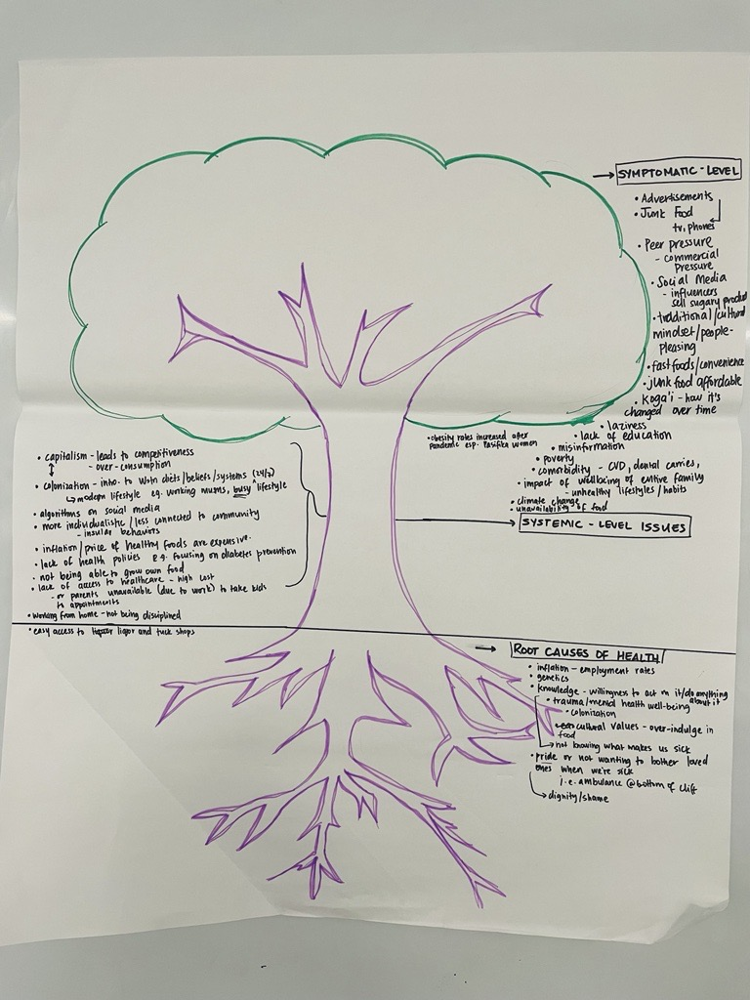 SYMPTOMATIC - LEVEL
• Advertisements
• Junk Food
tv, phones
• Peer pressure
- commercial
Pressure
• Social Media
- influencers
sell sugary product
• traditional/cultural
mindset/people-
pleasing
• fast foods/convenience
• junk food affordable
• Koga'i - how it's
changed over time
• laziness
• lack of education
• misinformation
• poverty
• comorbidity - CVD, dental carries,
• impact of wellbeing of entire family
- unhealthy lifestyles/habits
• climate change
• unavailability of food
• obesity rates increased after
Pandemic esp. Pasifika women
SYSTEMIC - LEVEL ISSUES
• capitalism - leads to competitiveness
- over-consumption
• colonization - into. to Wstn diets/beliefs/systems (24/7)
modern lifestyle eg. working mums, busy lifestyle
• algorithms on social media
• more individualistic/less connected to community
- insular behaviors
• inflation/price of healthy foods are expensive.
• lack of health policies e.g. focusing on diabetes prevention
• not being able to grow own food
• lack of access to healthcare - high cost
- or parents unavailable (due to work) to take kids
to appointments
• working from home - not being disciplined
• easy access to liqor and tuck shops
ROOT CAUSES OF HEALTH
• inflation - employment rates
• genetics
• knowledge - willingness to act on it/do anything
about it
• trauma/mental health well-being
• colonization
cultural values - over-indulge in
food
not knowing what makes us sick
• pride or not wanting to bother loved
ones when we're sick
i.e. ambulance @ bottom of cliff
dignity/shame